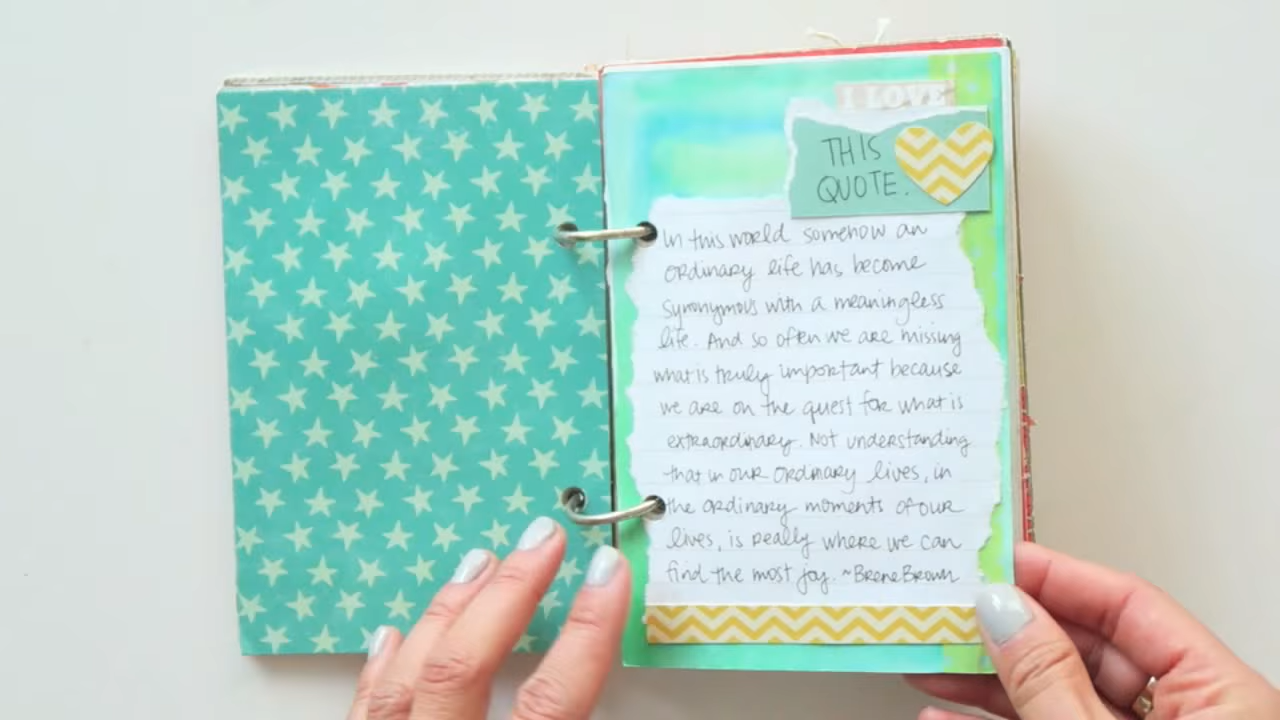 I LOVE
THIS
QUOTE.
In this world somehow an
ordinary life has become
synonymous with a meaningless
life. And so often we are missing
what is truly important because
we are on the quest for what is
extraordinary. Not understanding
that in our ordinary lives, in
the ordinary moments of our
lives, is really where we can
find the most joy. ~Brene Brown